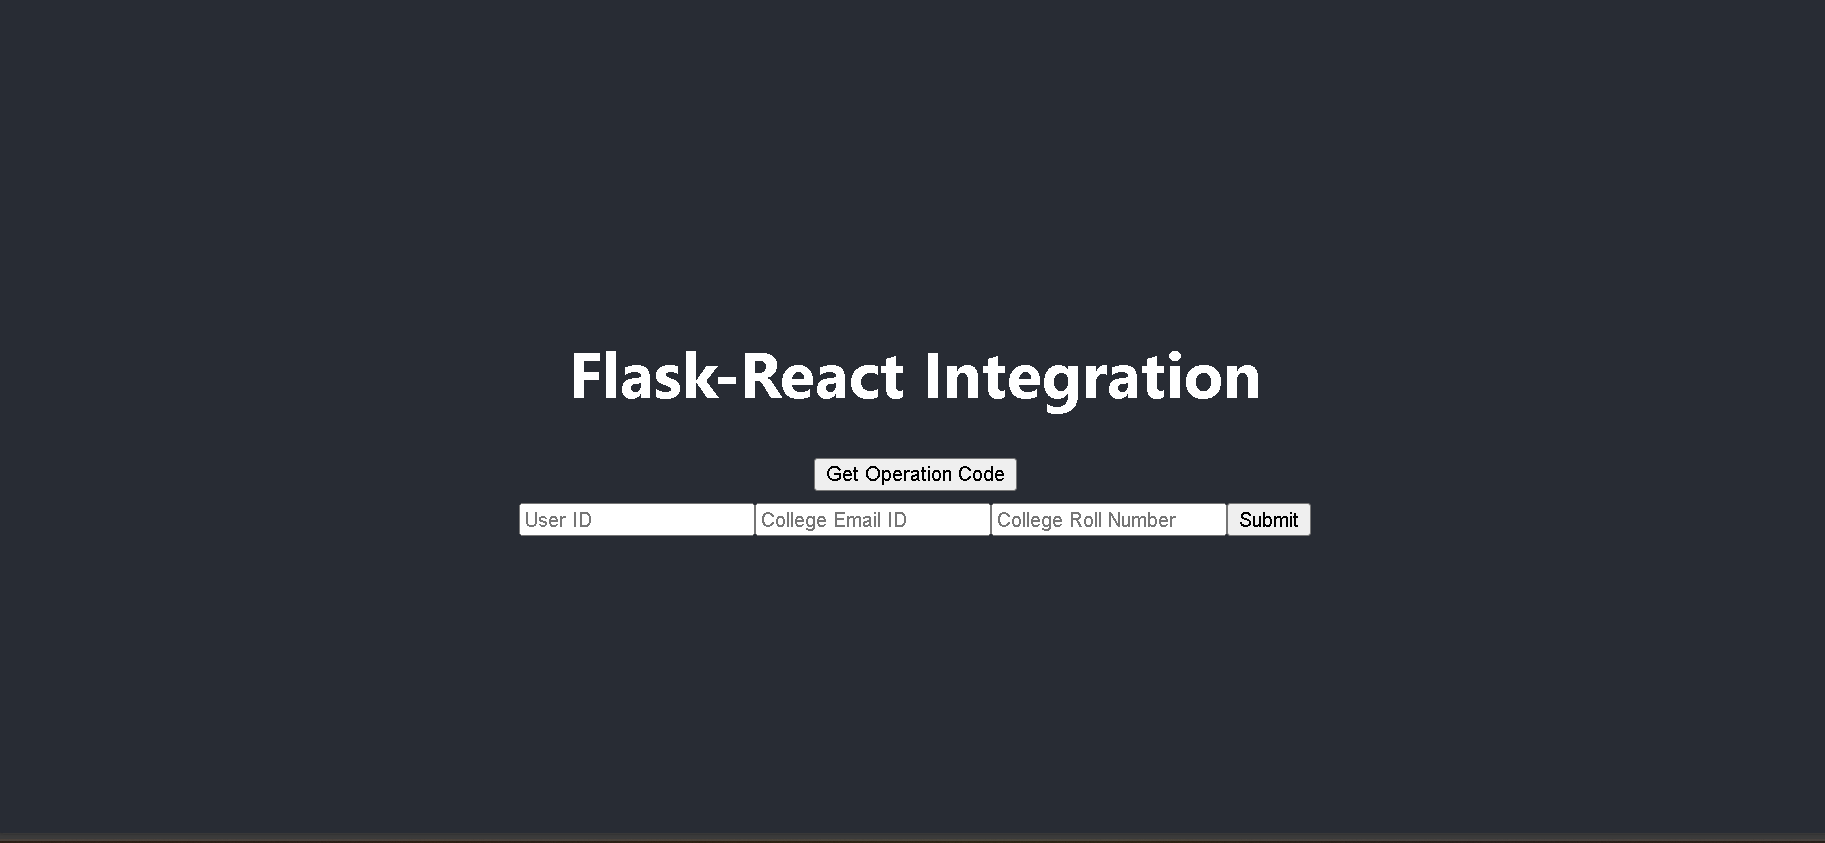 Flask-React Integration
Get Operation Code
User ID College Email ID College Roll Number Submit